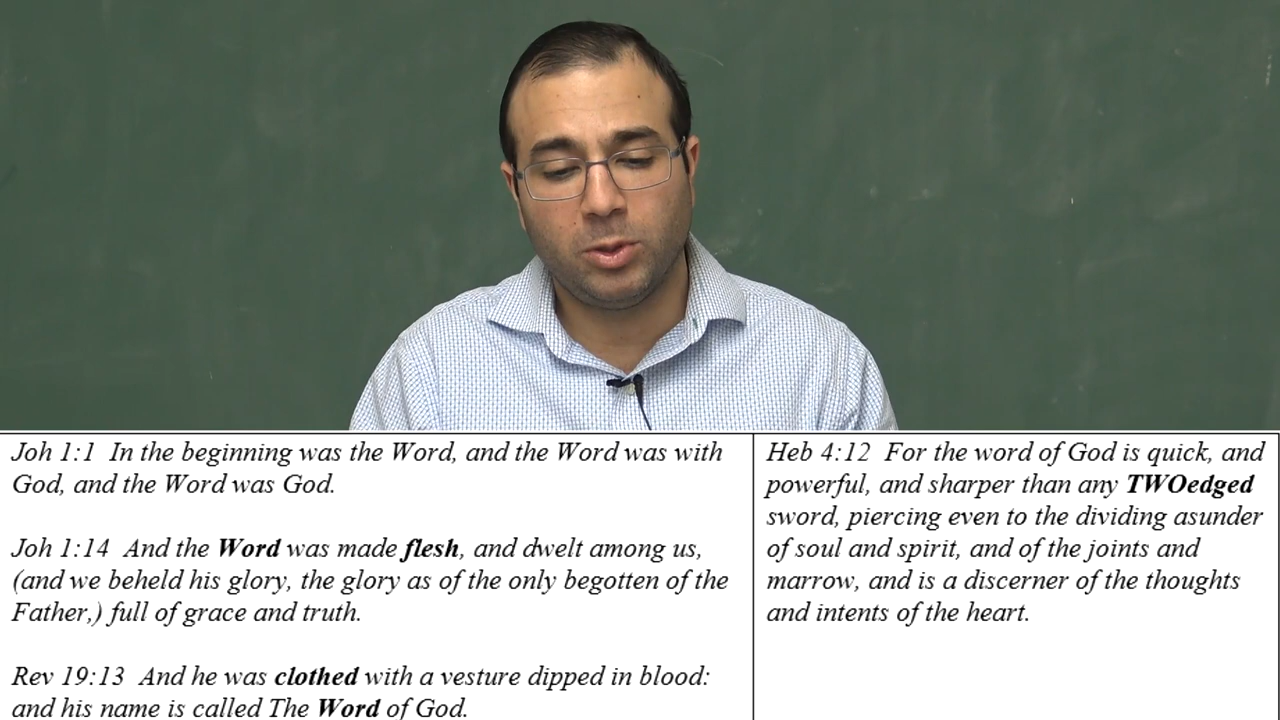 Joh 1:1 In the beginning was the Word, and the Word was with
God, and the Word was God.
Joh 1:14 And the Word was made flesh, and dwelt among us,
(and we beheld his glory, the glory as of the only begotten of the
Father,) full of grace and truth.
Rev 19:13 And he was clothed with a vesture dipped in blood:
and his name is called The Word of God.
Heb 4:12 For the word of God is quick, and
powerful, and sharper than any TWOedged
sword, piercing even to the dividing asunder
of soul and spirit, and of the joints and
marrow, and is a discerner of the thoughts
and intents of the heart.